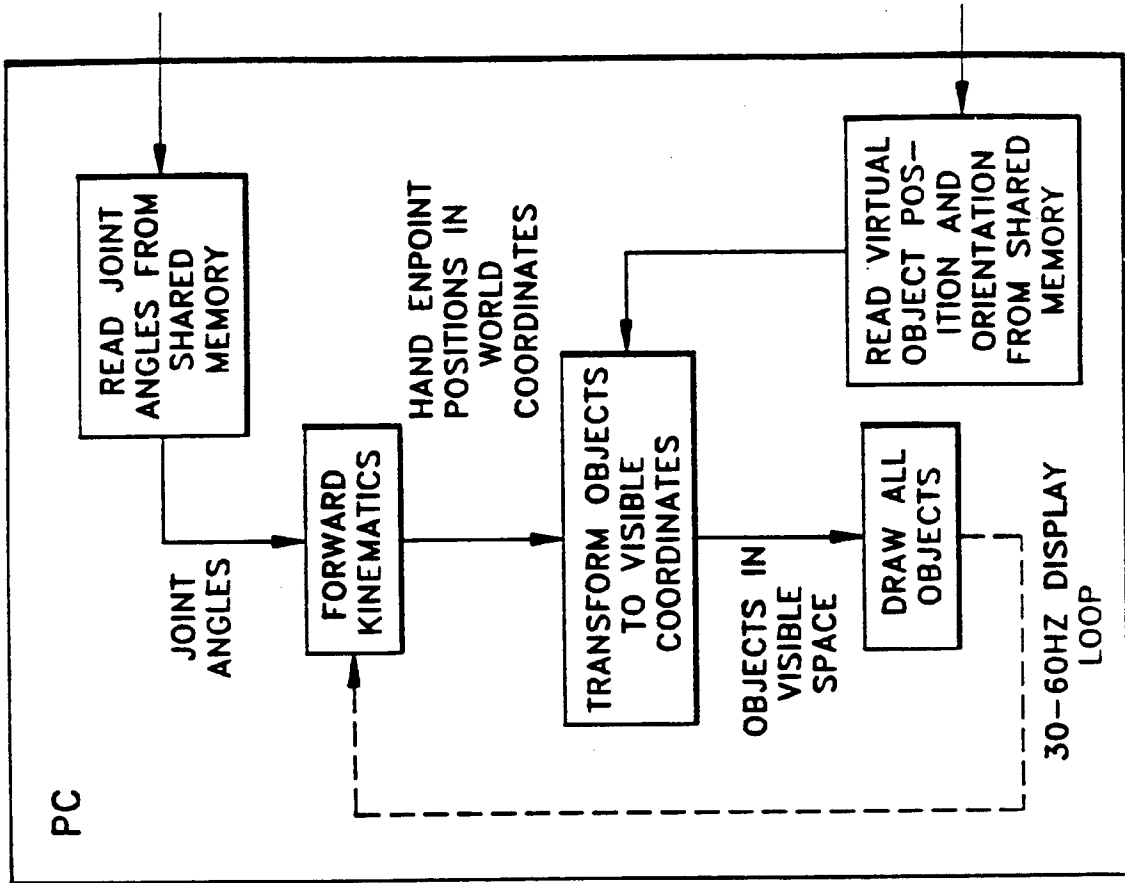 PC
READ JOINT
ANGLES FROM
SHARED
MEMORY
JOINT
ANGLES
FORWARD
KINEMATICS
HAND ENPOINT
POSITIONS IN
WORLD
COORDINATES
TRANSFORM OBJECTS
TO VISIBLE
COORDINATES
READ VIRTUAL
OBJECT POS–
ITION AND
ORIENTATION
FROM SHARED
MEMORY
OBJECTS IN
VISIBLE
SPACE
DRAW ALL
OBJECTS
30–60HZ DISPLAY
LOOP